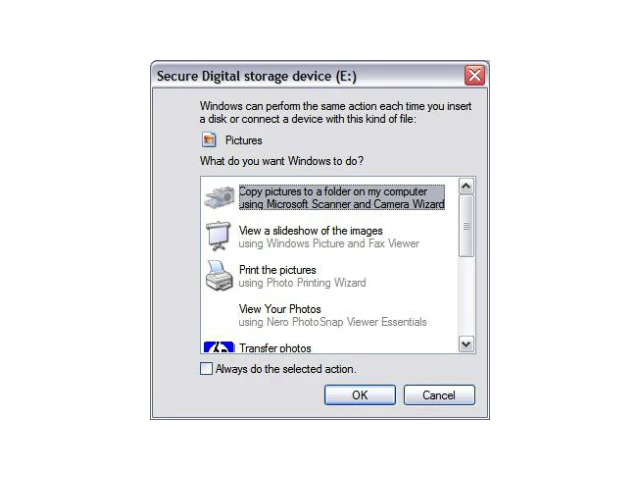 Secure Digital storage device (E:)
Windows can perform the same action each time you insert
a disk or connect a device with this kind of file:
Pictures
What do you want Windows to do?
Copy pictures to a folder on my computer
using Microsoft Scanner and Camera Wizard
View a slideshow of the images
using Windows Picture and Fax Viewer
Print the pictures
using Photo Printing Wizard
View Your Photos
using Nero PhotoSnap Viewer Essentials
Transfer photos
Always do the selected action.
OK
Cancel